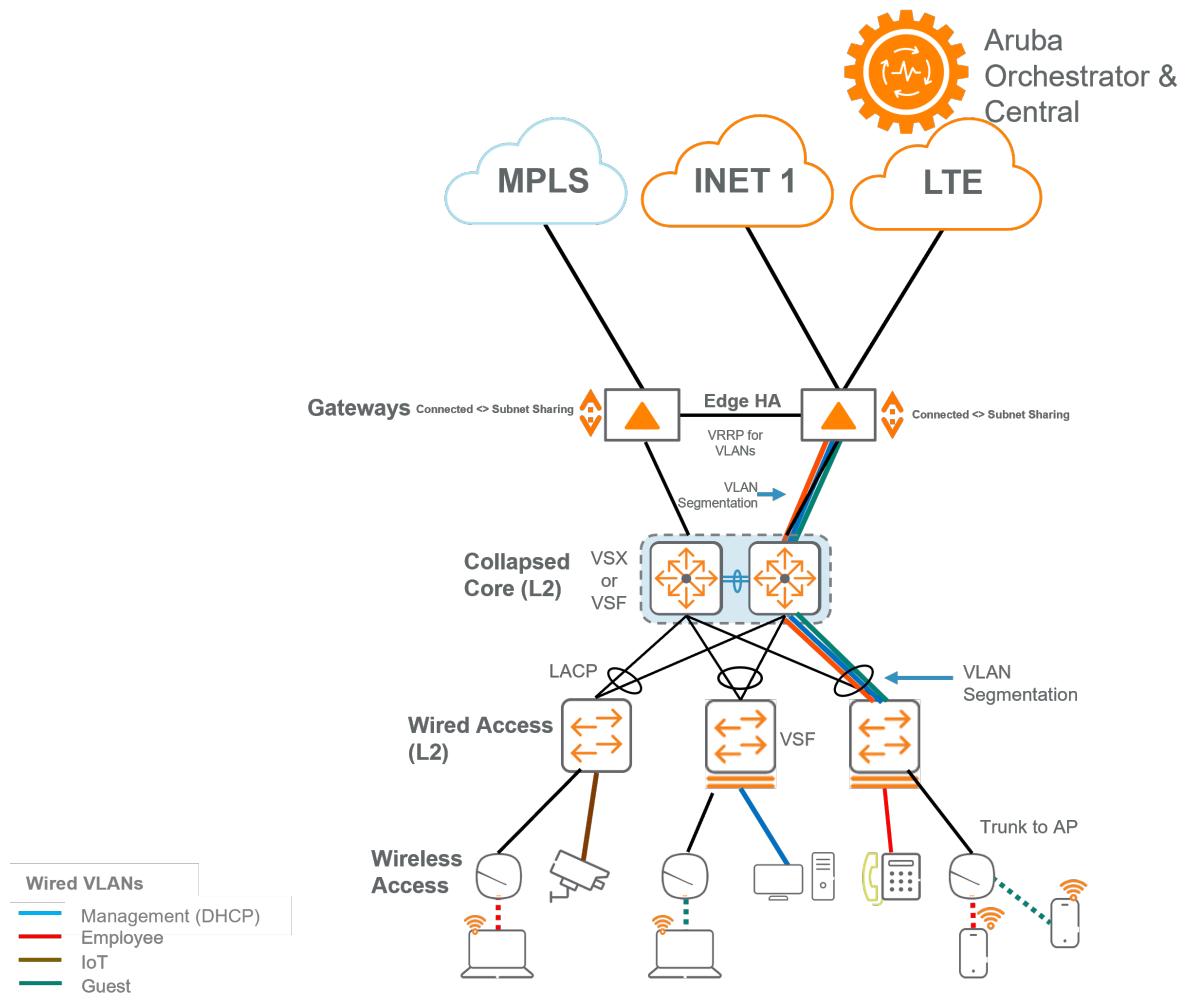 Aruba
Orchestrator &
Central
MPLS
INET 1
LTE
Gateways
Connected <> Subnet Sharing
Edge HA
Connected <> Subnet Sharing
VRRP for
VLANs
VLAN
Segmentation
Collapsed
Core (L2)
VSX
or
VSF
LACP
VLAN
Segmentation
Wired Access
(L2)
VSF
Trunk to AP
Wireless
Access
Wired VLANs
Management (DHCP)
Employee
IoT
Guest